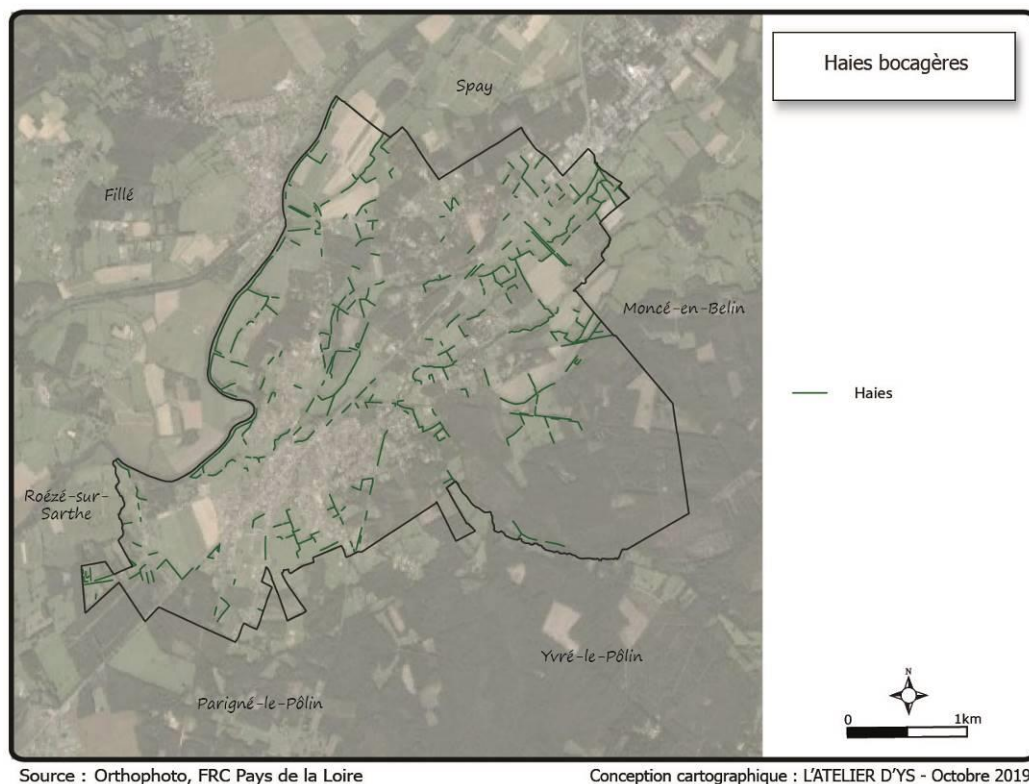 Haies bocagères
Spay
Fillé
Moncé-en-Belin
Haies
Roézé-sur-
Sarthe
Yvré-le-Pôlin
Parigné-le-Pôlin
N
0 1km
Source : Orthophoto, FRC Pays de la Loire
Conception cartographique : L'ATELIER D'YS - Octobre 2019